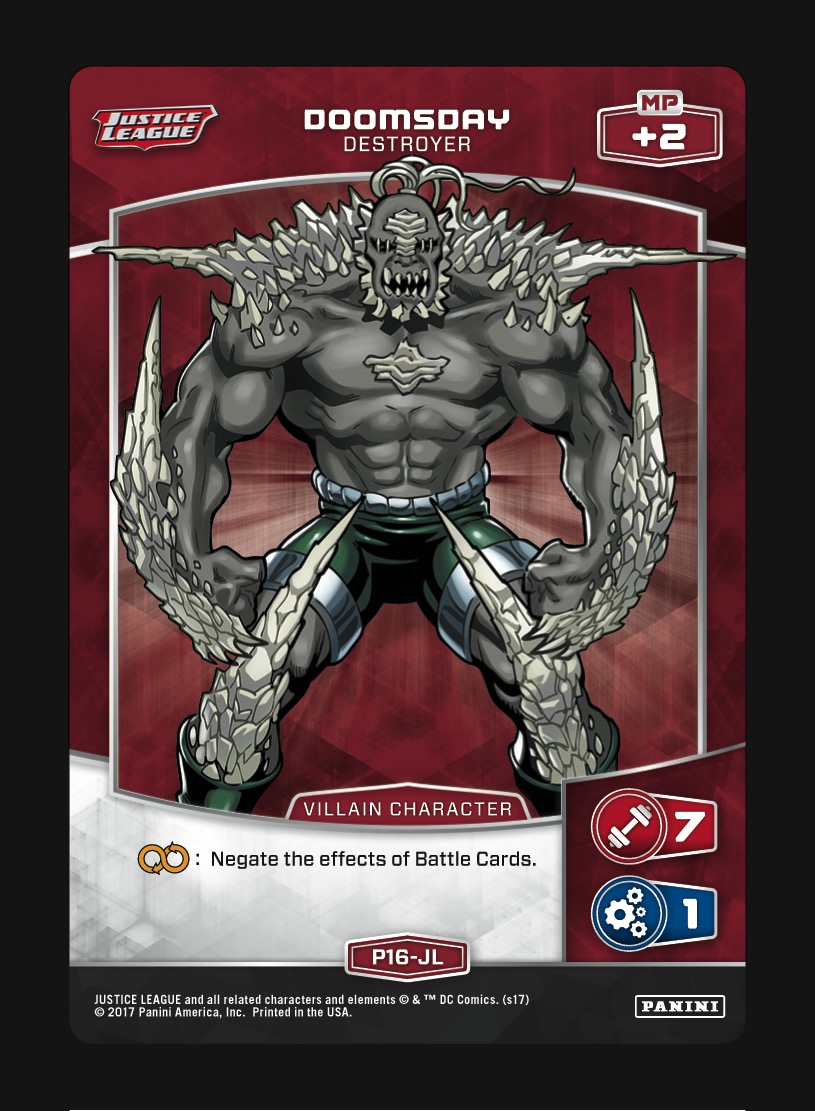 JUSTICE
LEAGUE
DOOMSDAY
DESTROYER
MP
+2
VILLAIN CHARACTER
: Negate the effects of Battle Cards.
7
1
P16-JL
JUSTICE LEAGUE and all related characters and elements © & ™ DC Comics. (s17)
© 2017 Panini America, Inc. Printed in the USA.
PANINI